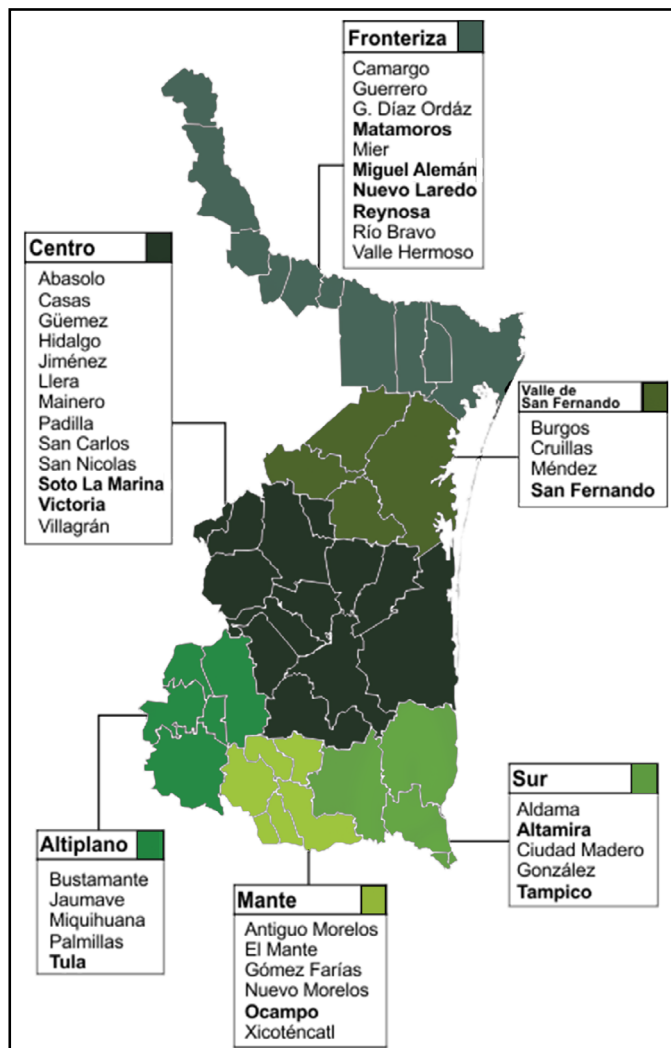 Fronteriza
Camargo
Guerrero
G. Díaz Ordáz
Matamoros
Mier
Miguel Alemán
Nuevo Laredo
Reynosa
Río Bravo
Valle Hermoso
Centro
Abasolo
Casas
Güemez
Hidalgo
Jiménez
Llera
Mainero
Padilla
San Carlos
San Nicolas
Soto La Marina
Victoria
Villagrán
Valle de
San Fernando
Burgos
Cruillas
Méndez
San Fernando
Altiplano
Bustamante
Jaumave
Miquihuana
Palmillas
Tula
Mante
Antiguo Morelos
El Mante
Gómez Farías
Nuevo Morelos
Ocampo
Xicoténcatl
Sur
Aldama
Altamira
Ciudad Madero
González
Tampico